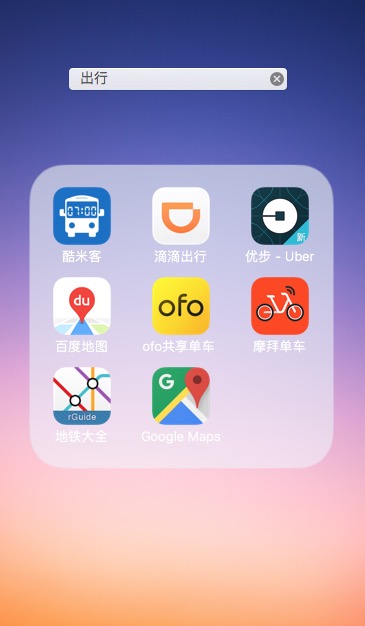 出行
07:00
酷米客
滴滴出行
新
优步 - Uber
du
百度地图
ofo
ofo共享单车
摩拜单车
rGuide
地铁大全
G
Google Maps